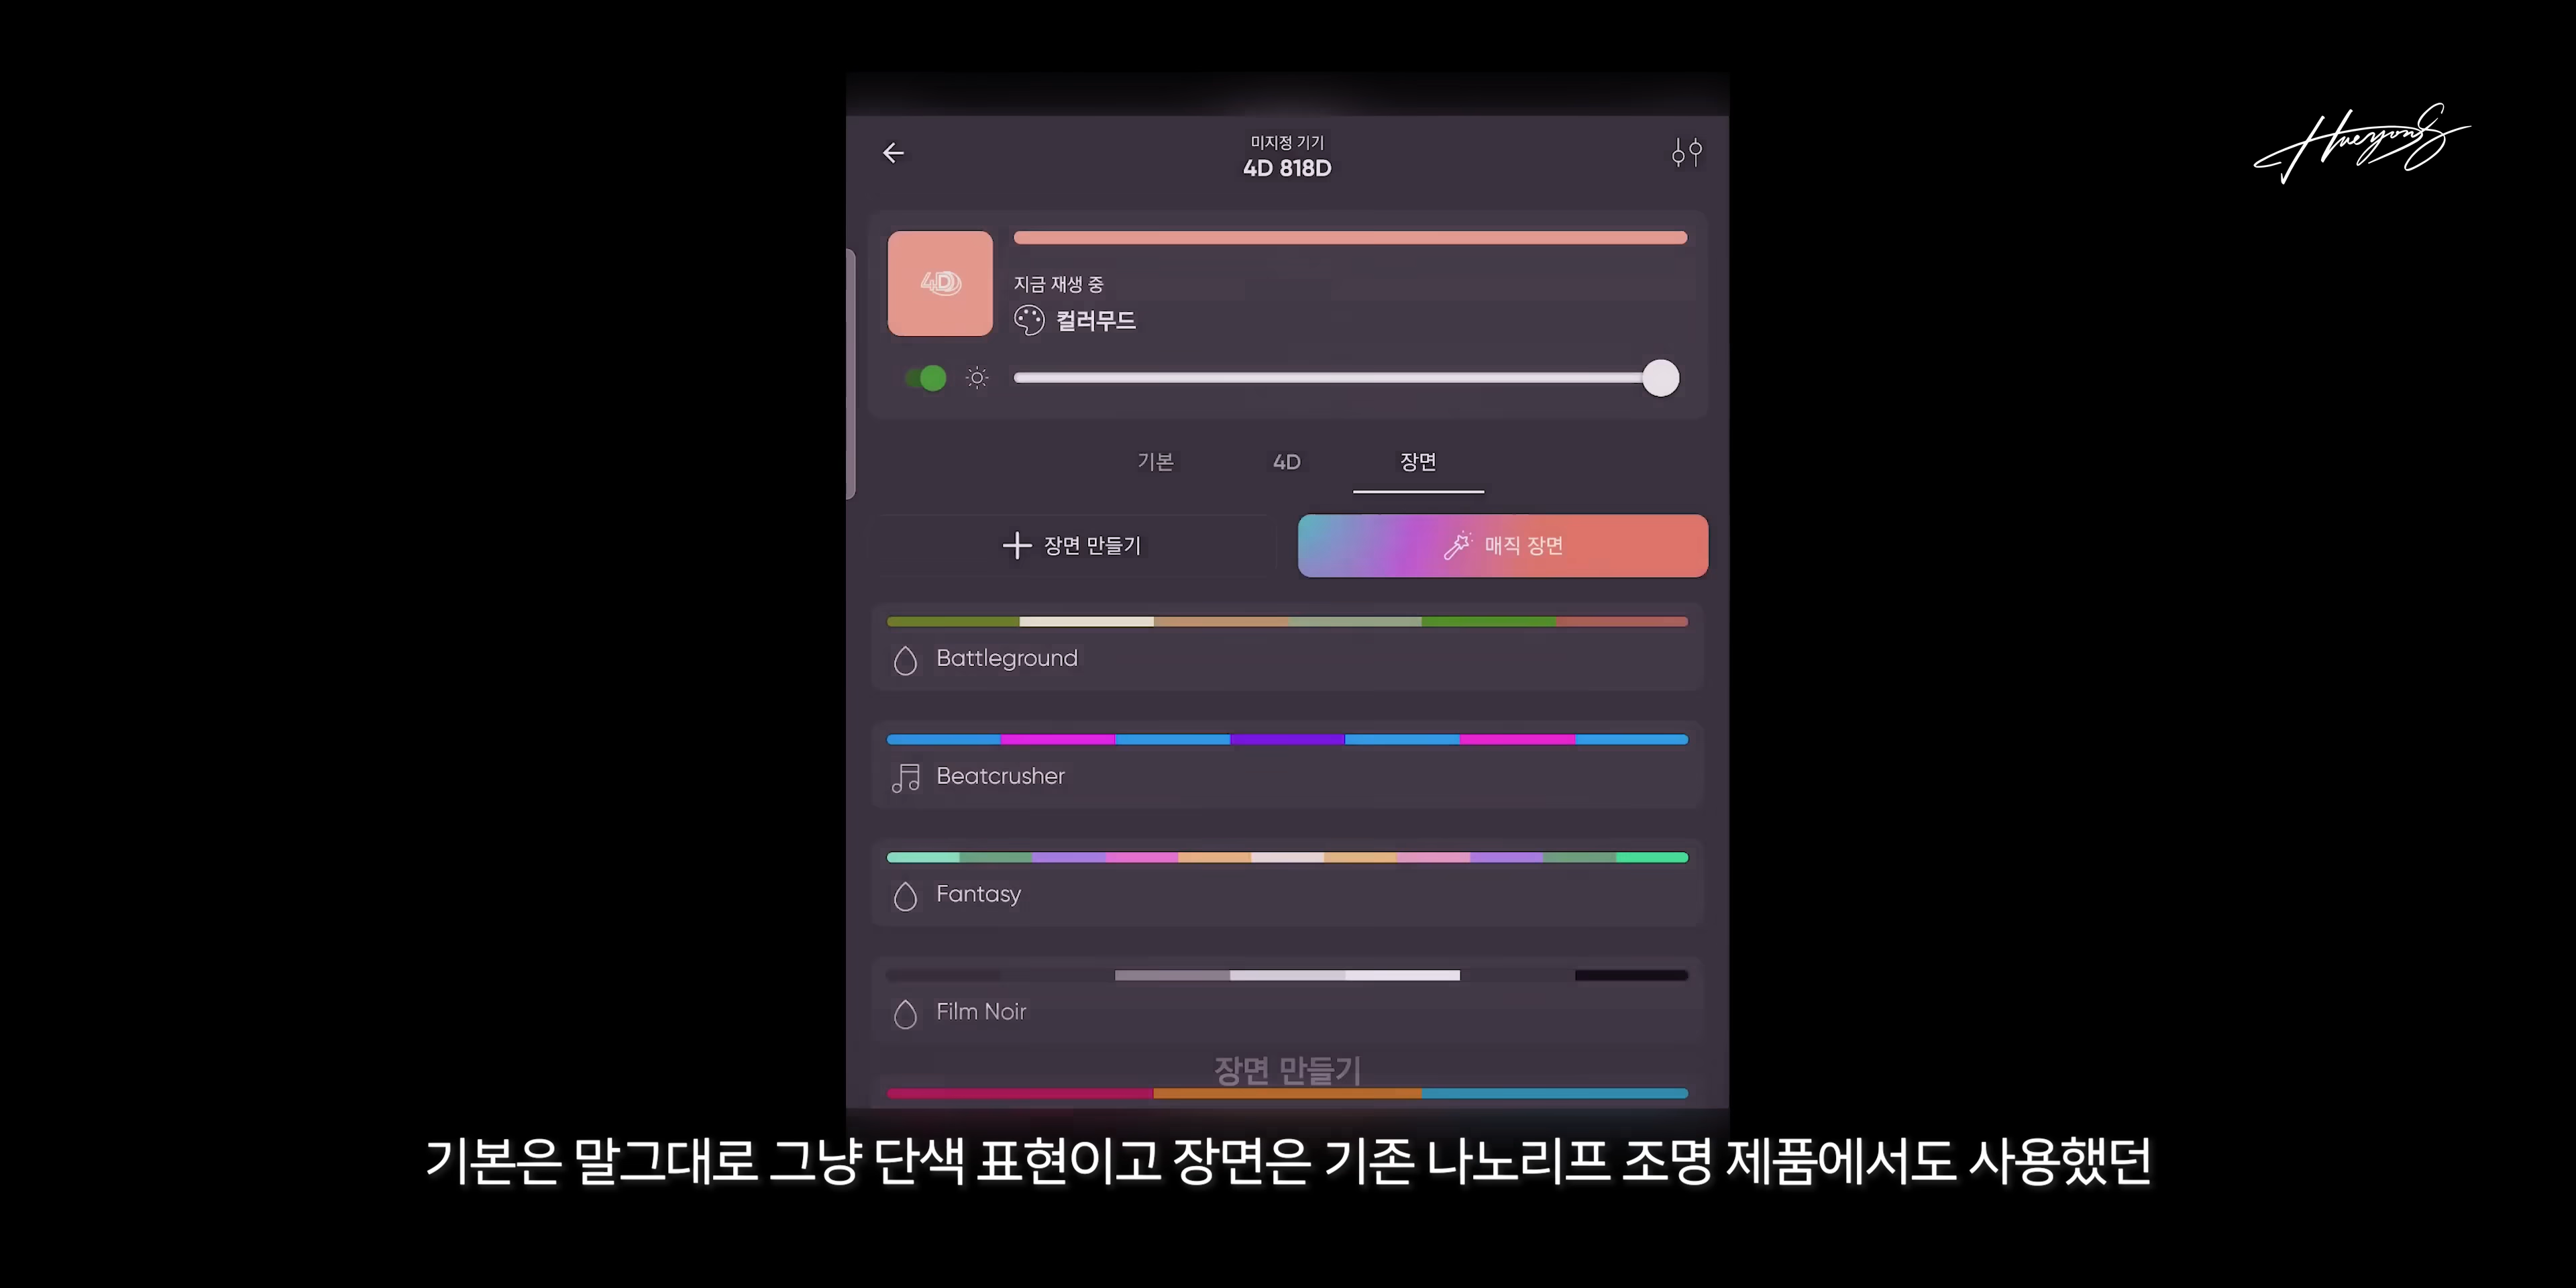 미지정 기기
4D 818D
Hueyong
4D
지금 재생 중
컬러무드
기본
4D
장면
장면 만들기
매직 장면
Battleground
Beatcrusher
Fantasy
Film Noir
장면 만들기
기본은 말그대로 그냥 단색 표현이고 장면은 기존 나노리프 조명 제품에서도 사용했던